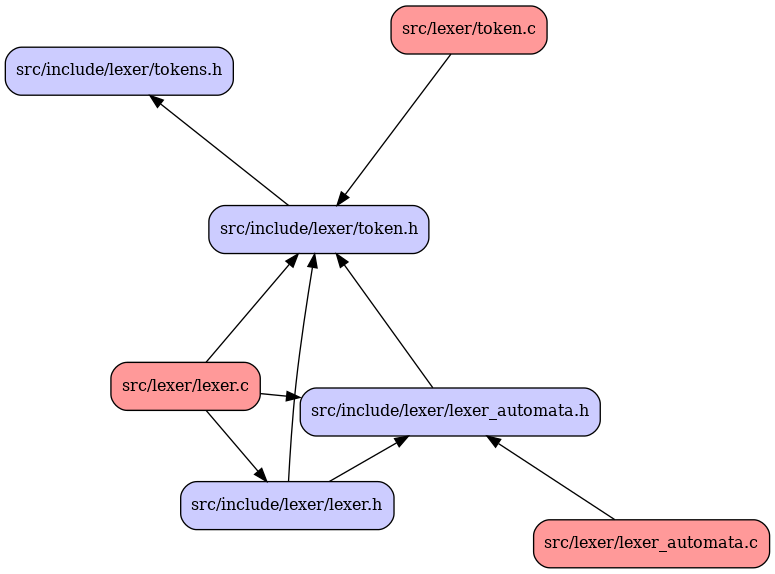 src/lexer/token.c
src/include/lexer/tokens.h
src/include/lexer/token.h
src/lexer/lexer.c
src/include/lexer/lexer_automata.h
src/include/lexer/lexer.h
src/lexer/lexer_automata.c